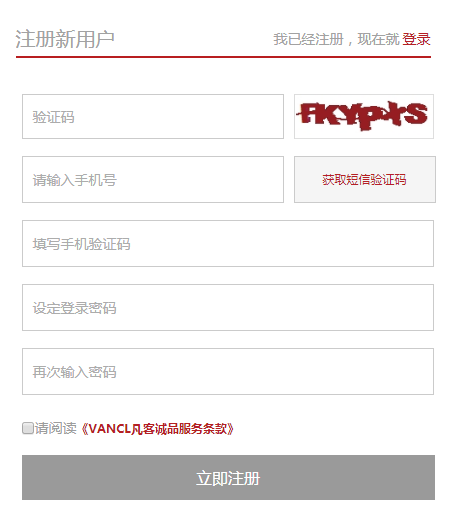 注册新用户
我已经注册，现在就 登录
验证码
FKYPYS
请输入手机号
获取短信验证码
填写手机验证码
设定登录密码
再次输入密码
请阅读《VANCL凡客诚品服务条款》
立即注册